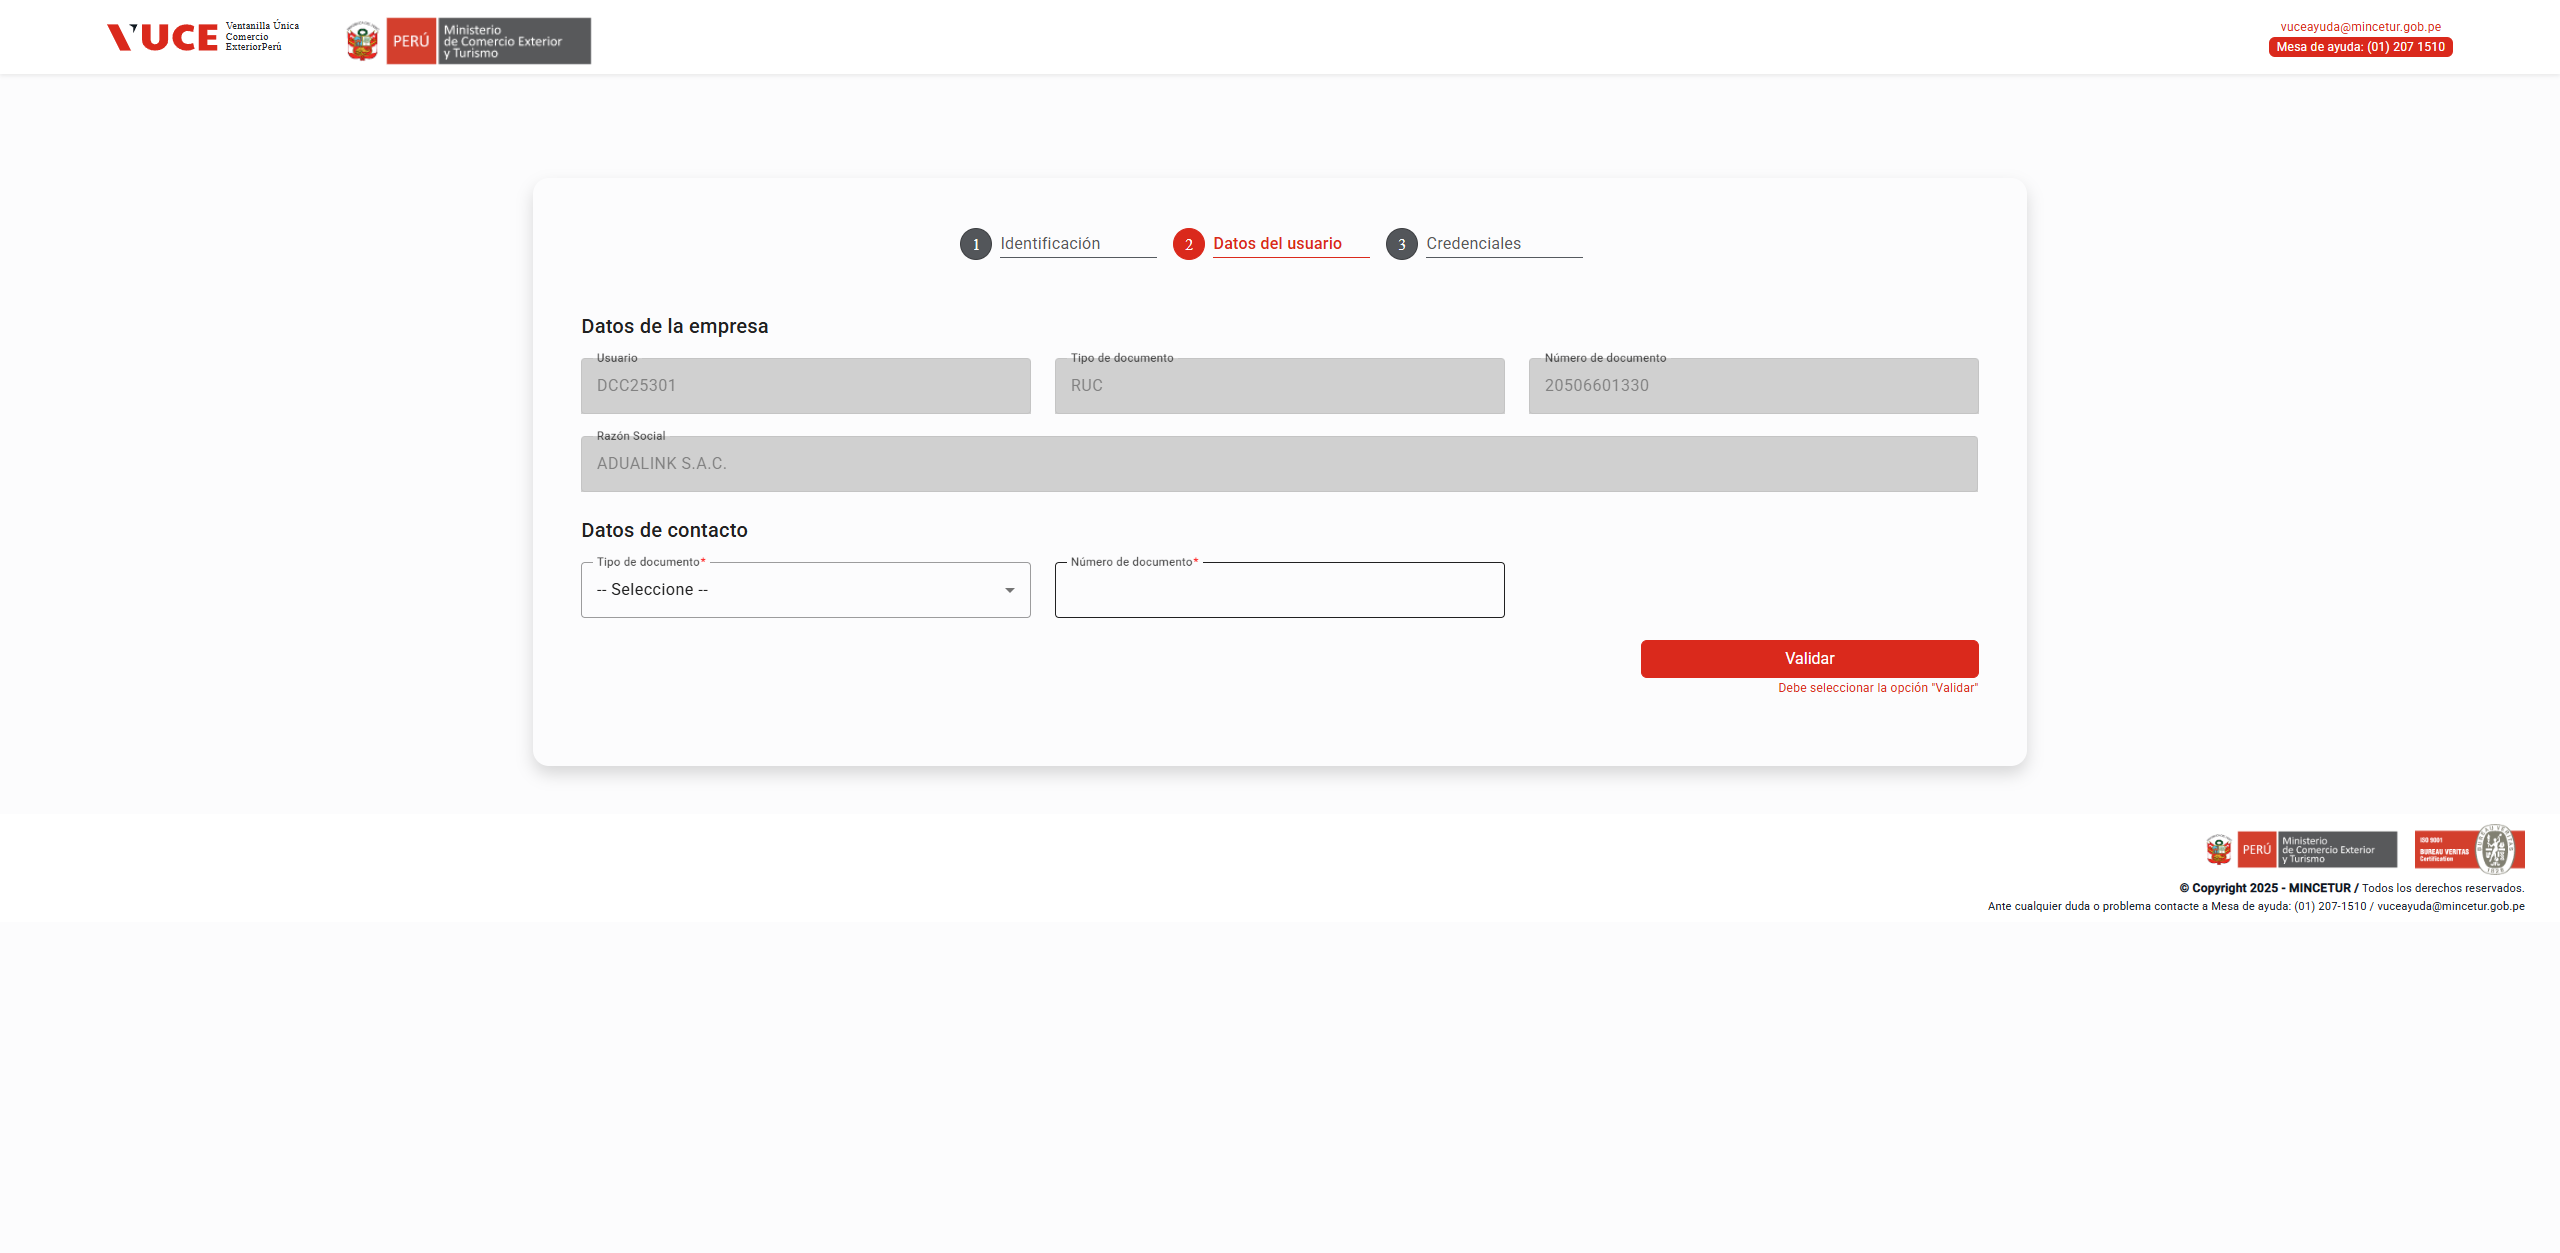 VUCE
Ventanilla Única
Comercio
ExteriorPerú
PERÚ
Ministerio
de Comercio Exterior
y Turismo
vuceayuda@mincetur.gob.pe
Mesa de ayuda: (01) 207 1510
1 Identificación
2 Datos del usuario
3 Credenciales
Datos de la empresa
Usuario
DCC25301
Tipo de documento
RUC
Número de documento
20506601330
Razón Social
ADUALINK S.A.C.
Datos de contacto
Tipo de documento*
-- Seleccione --
Número de documento*
Validar
Debe seleccionar la opción "Validar"
PERÚ
Ministerio
de Comercio Exterior
y Turismo
ISO 9001
BUREAU VERITAS
Certification
© Copyright 2025 - MINCETUR / Todos los derechos reservados.
Ante cualquier duda o problema contacte a Mesa de ayuda: (01) 207-1510 / vuceayuda@mincetur.gob.pe